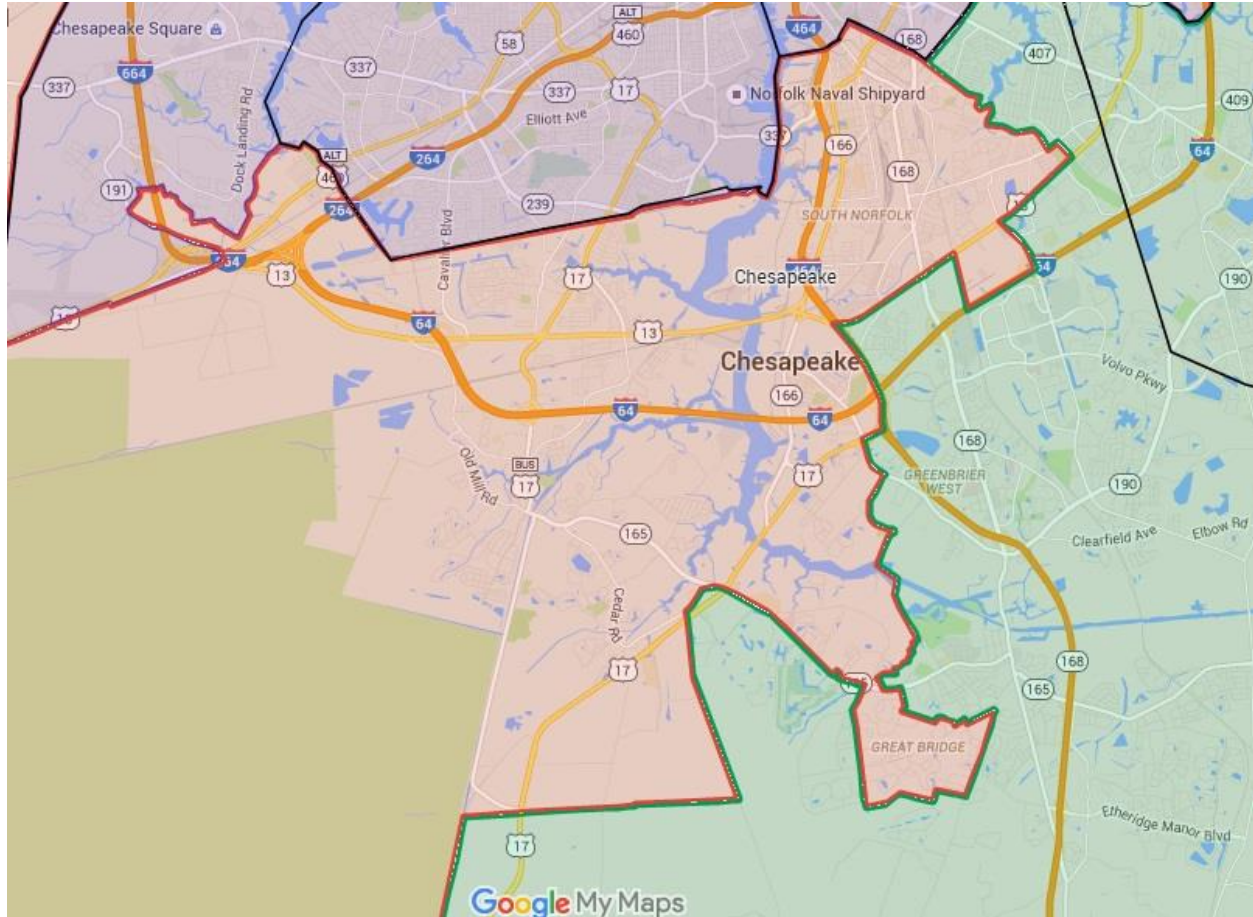 Chesapeake Square
ALT
460
464
168
58
407
664
337
337
337
17
Norfolk Naval Shipyard
409
Dock Landing Rd
Elliott Ave
337
166
64
ALT
264
168
191
239
264
SOUTH NORFOLK
Cavalier Blvd
13
17
Chesapeake
64
190
64
13
Chesapeake
Volvo Pkwy
166
64
64
168
Old Mill Rd
BUS
17
17
GREENBRIER
WEST
190
165
Clearfield Ave
Elbow Rd
Cedar Rd
17
168
165
GREAT BRIDGE
Etheridge Manor Blvd
17
Google My Maps